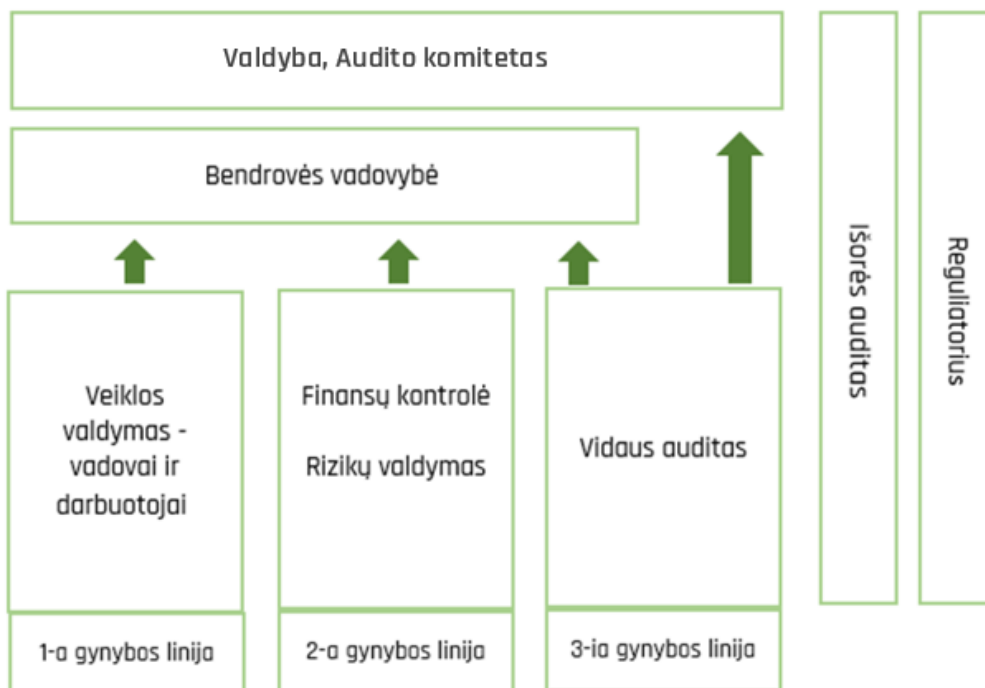 Valdyba, Audito komitetas
Bendrovės vadovybė
Veiklos
valdymas -
vadovai ir
darbuotojai
Finansų kontrolė
Rizikų valdymas
Vidaus auditas
1-a gynybos linija
2-a gynybos linija
3-ia gynybos linija
Išorės auditas
Reguliatorius